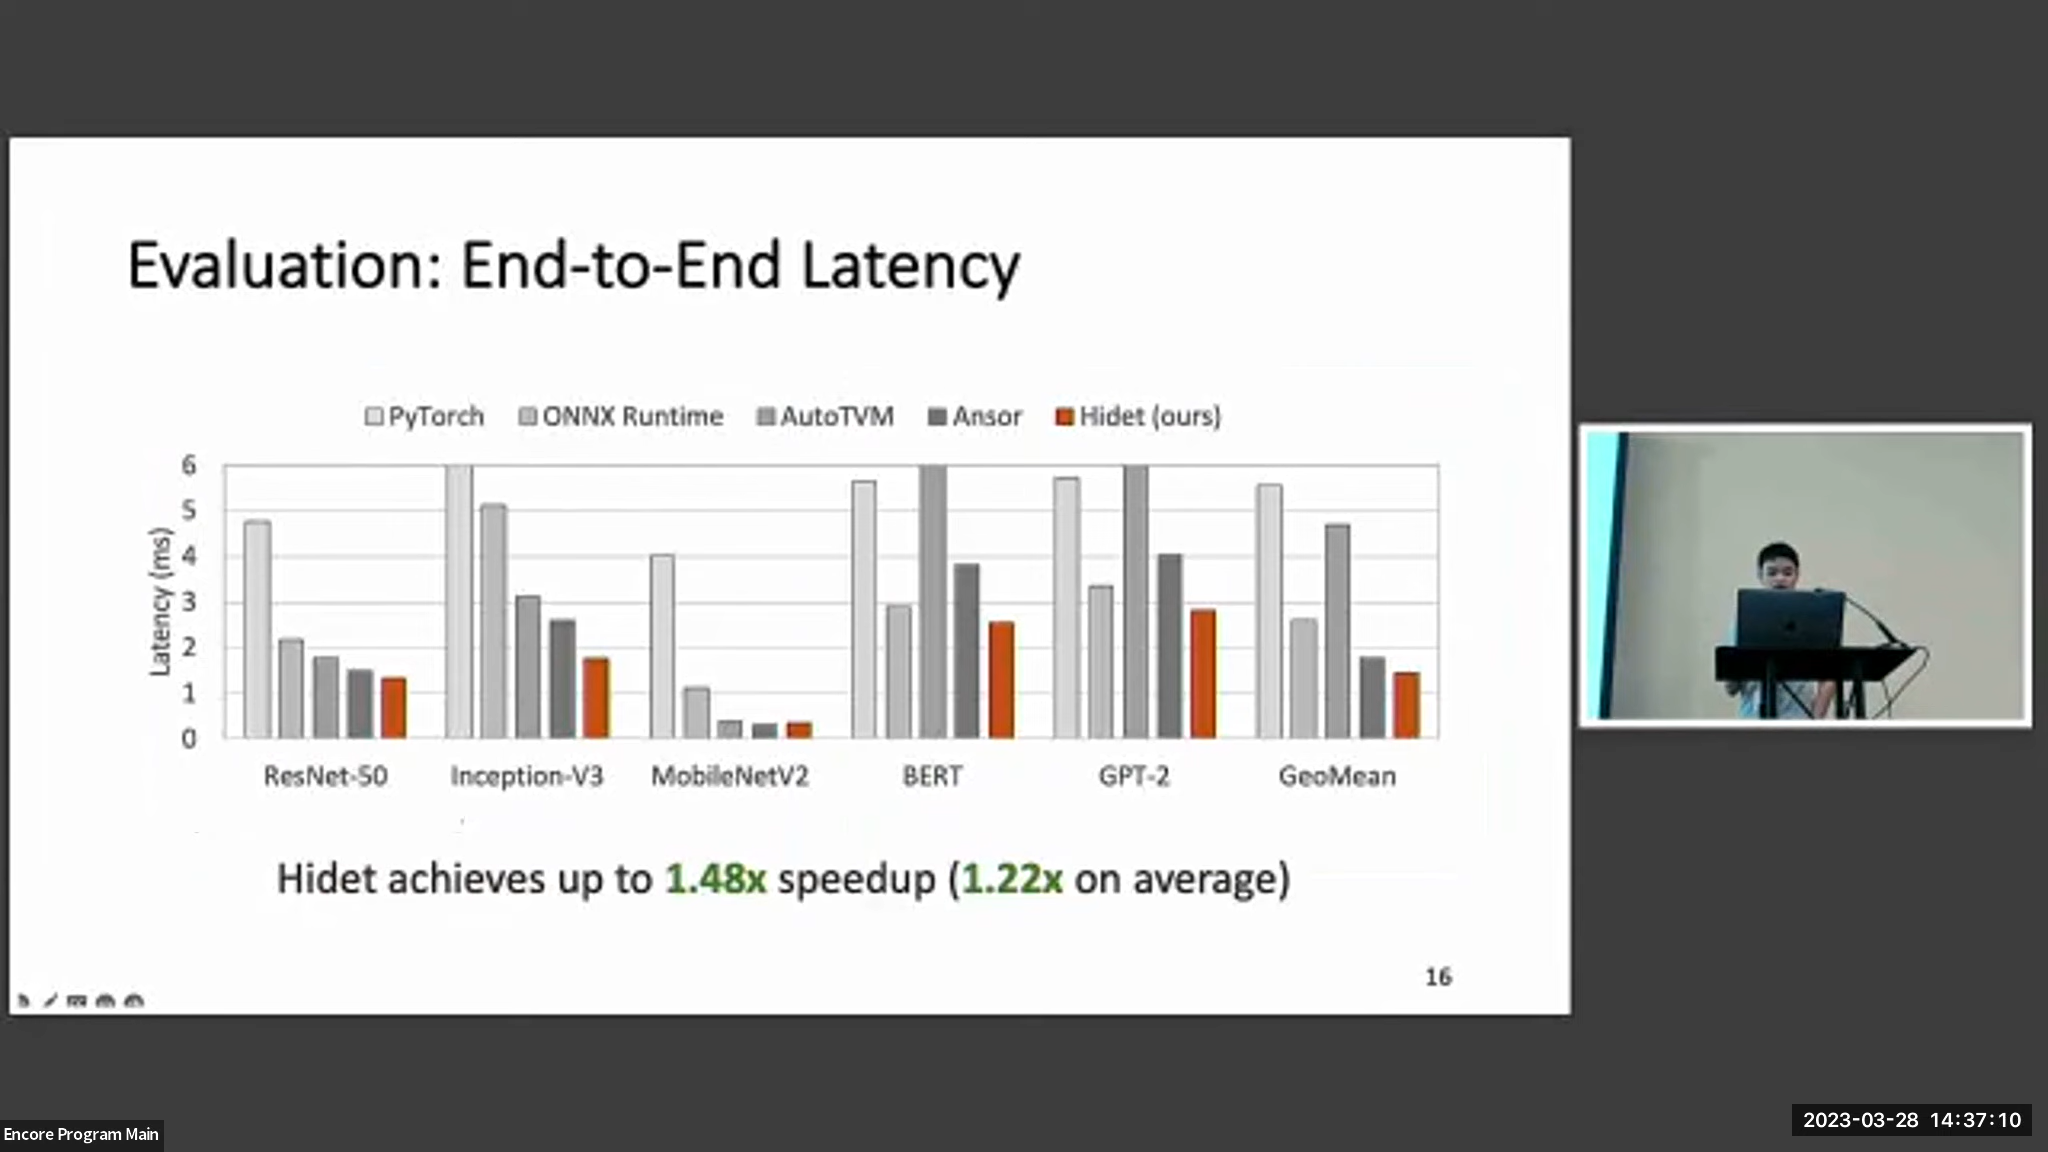 Evaluation: End-to-End Latency
PyTorch ONNX Runtime AutoTVM Ansor Hidet (ours)
Latency (ms)
6
5
4
3
2
1
0
ResNet-50 Inception-V3 MobileNetV2 BERT GPT-2 GeoMean
Hidet achieves up to 1.48x speedup (1.22x on average)
16
Encore Program Main
2023-03-28 14:37:10